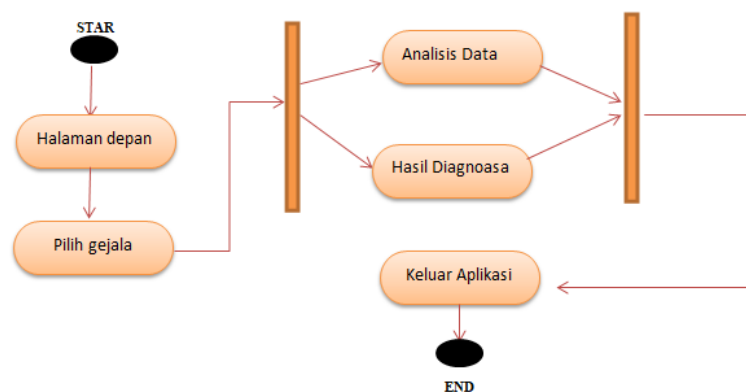 STAR
Halaman depan
Pilih gejala
Analisis Data
Hasil Diagnoasa
Keluar Aplikasi
END